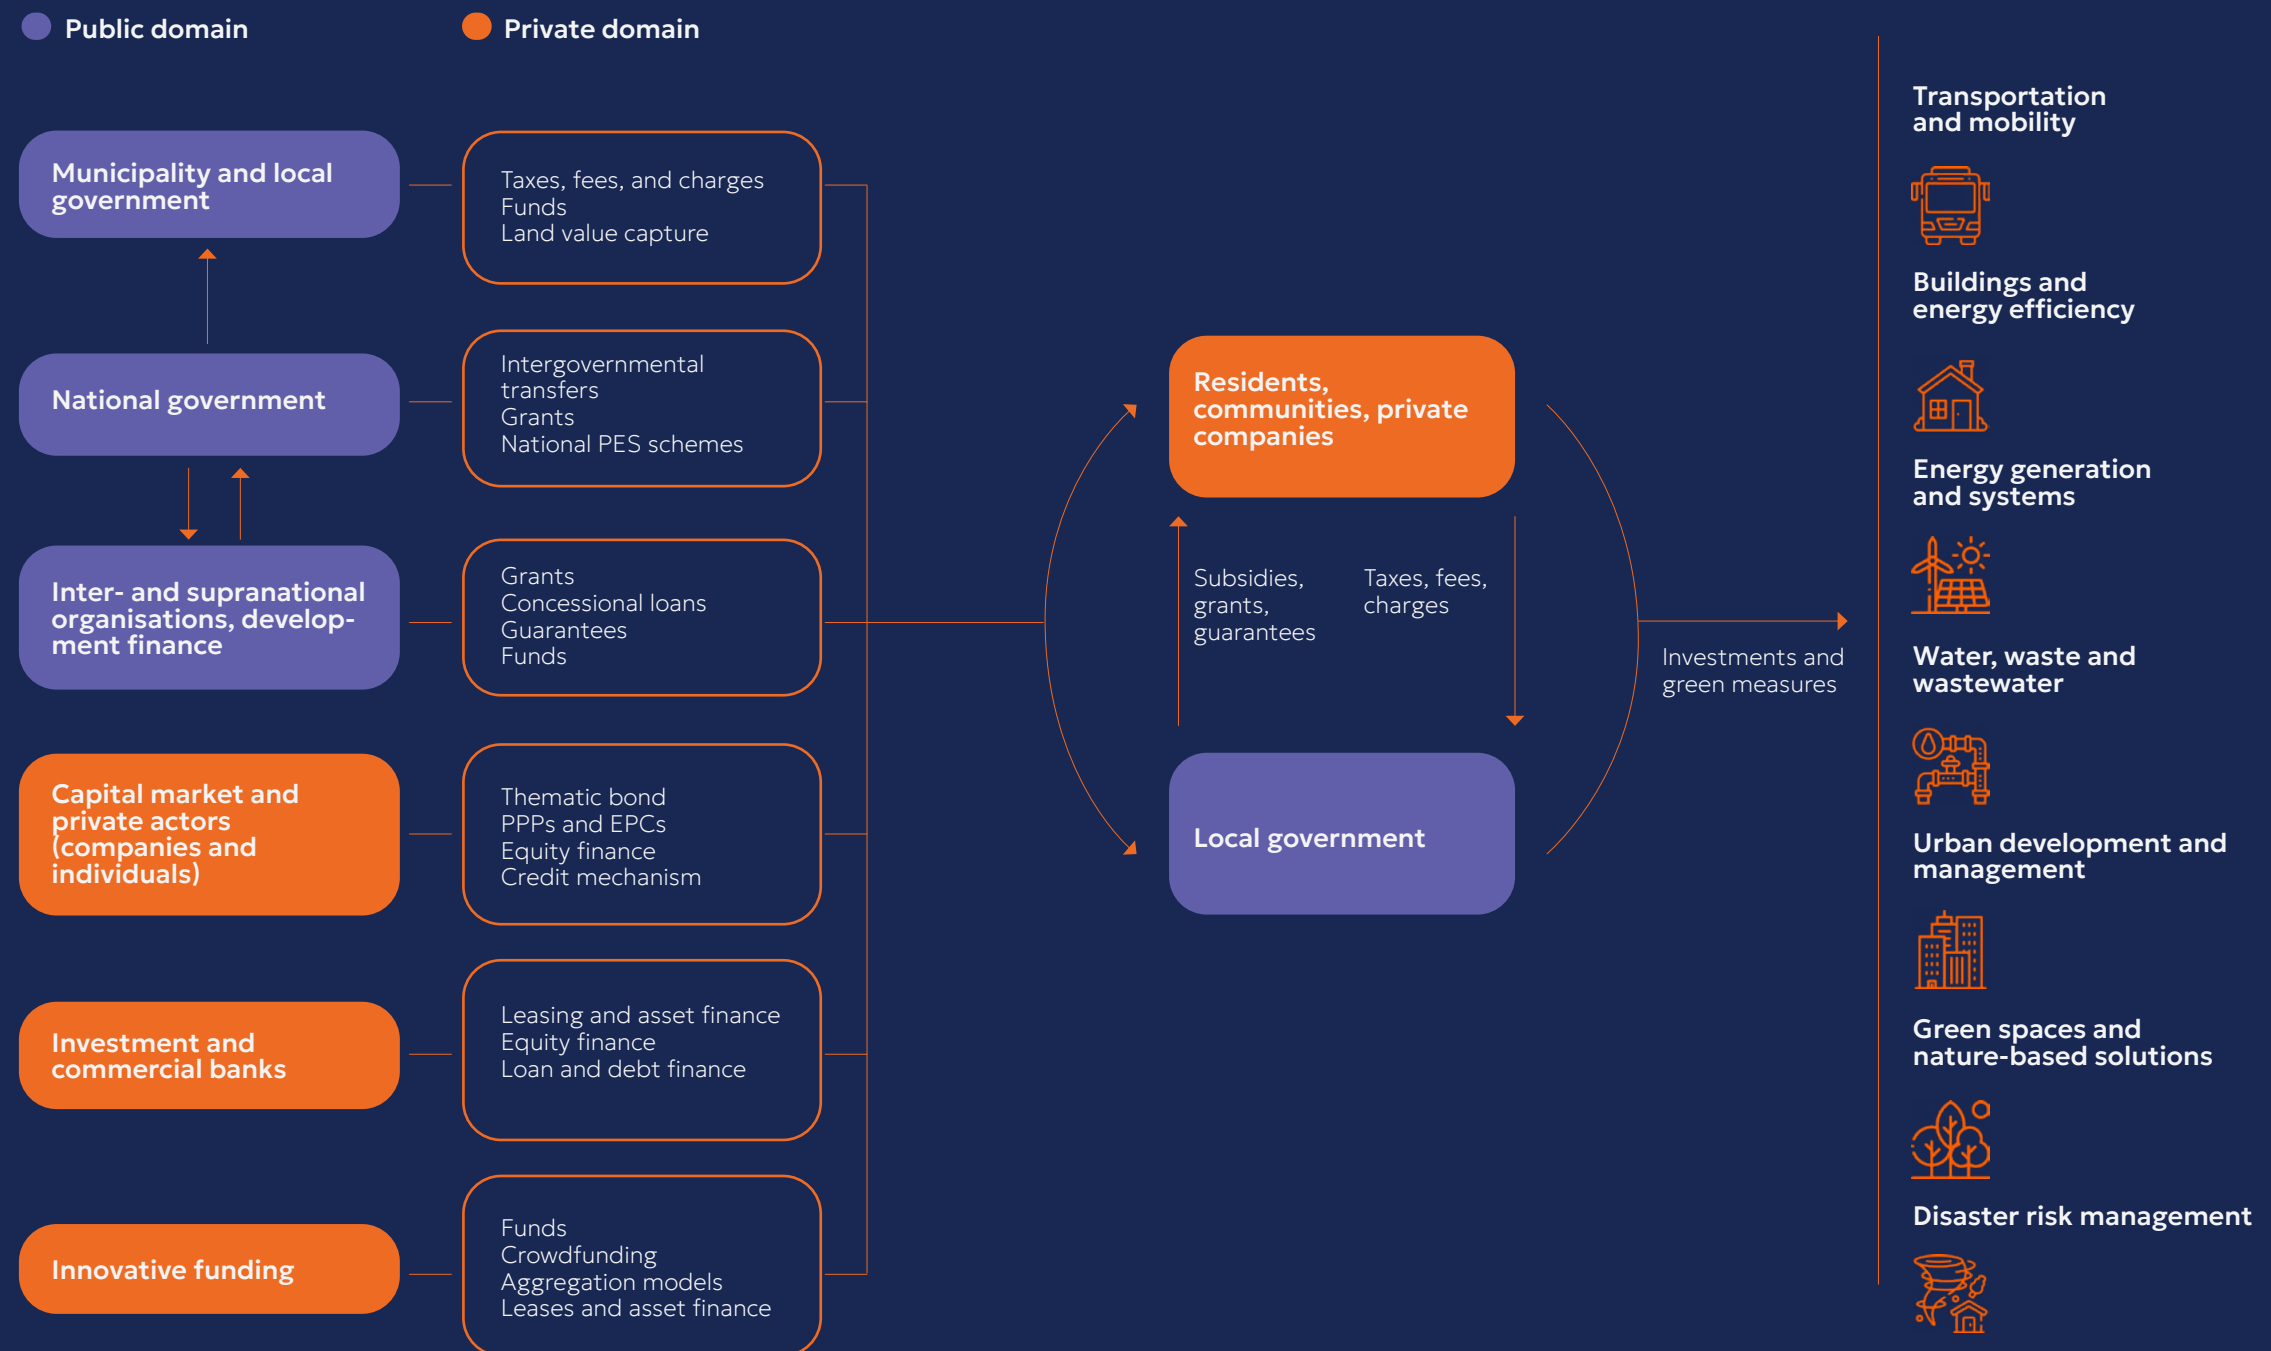 Public domain
Private domain
Municipality and local
government
Taxes, fees, and charges
Funds
Land value capture
National government
Intergovernmental
transfers
Grants
National PES schemes
Inter- and supranational
organisations, develop-
ment finance
Grants
Concessional loans
Guarantees
Funds
Capital market and
private actors
(companies and
individuals)
Thematic bond
PPPs and EPCs
Equity finance
Credit mechanism
Investment and
commercial banks
Leasing and asset finance
Equity finance
Loan and debt finance
Innovative funding
Funds
Crowdfunding
Aggregation models
Leases and asset finance
Residents,
communities, private
companies
Subsidies,
grants,
guarantees
Taxes, fees,
charges
Local government
Investments and
green measures
Transportation
and mobility
Buildings and
energy efficiency
Energy generation
and systems
Water, waste and
wastewater
Urban development and
management
Green spaces and
nature-based solutions
Disaster risk management